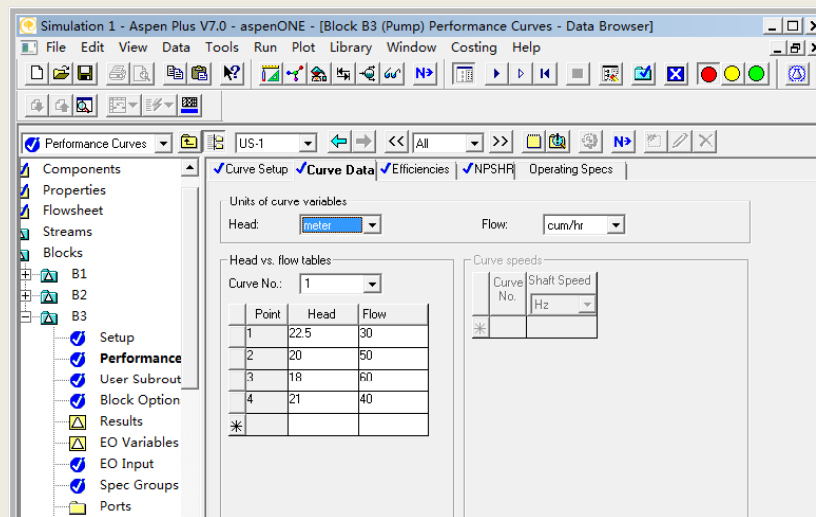 Simulation 1 - Aspen Plus V7.0 - aspenONE - [Block B3 (Pump) Performance Curves - Data Browser]
File Edit View Data Tools Run Plot Library Window Costing Help
N>
Performance Curves US-1 << All >> N>
Components
Properties
Flowsheet
Streams
Blocks
B1
B2
B3
Setup
Performance
User Subrout
Block Option
Results
EO Variables
EO Input
Spec Groups
Ports
Curve Setup Curve Data Efficiencies NPSHR Operating Specs
Units of curve variables
Head: meter Flow: cum/hr
Head vs. flow tables
Curve No.: 1
Point Head Flow
1 22.5 30
2 20 50
3 18 60
4 21 40
*
Curve speeds
Curve No. Shaft Speed
Hz
*